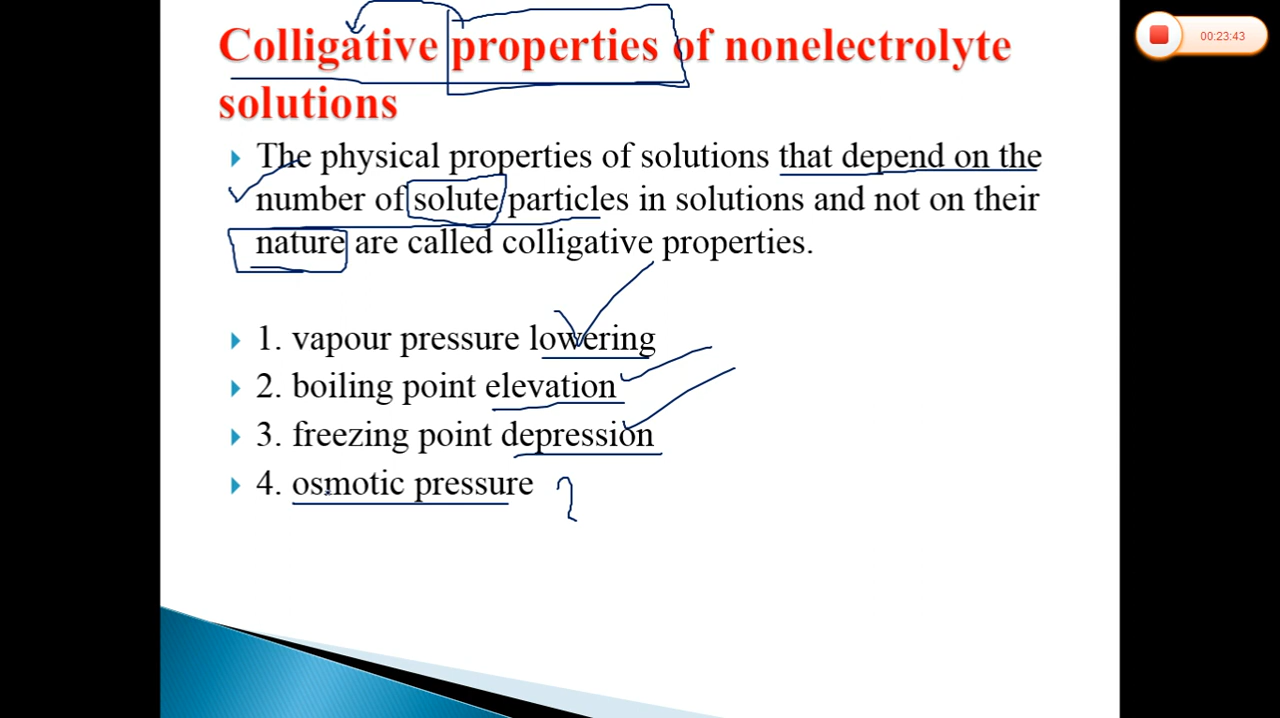 Colligative properties of nonelectrolyte
solutions
The physical properties of solutions that depend on the
number of solute particles in solutions and not on their
nature are called colligative properties.
1. vapour pressure lowering
2. boiling point elevation
3. freezing point depression
4. osmotic pressure ?
00:23:43